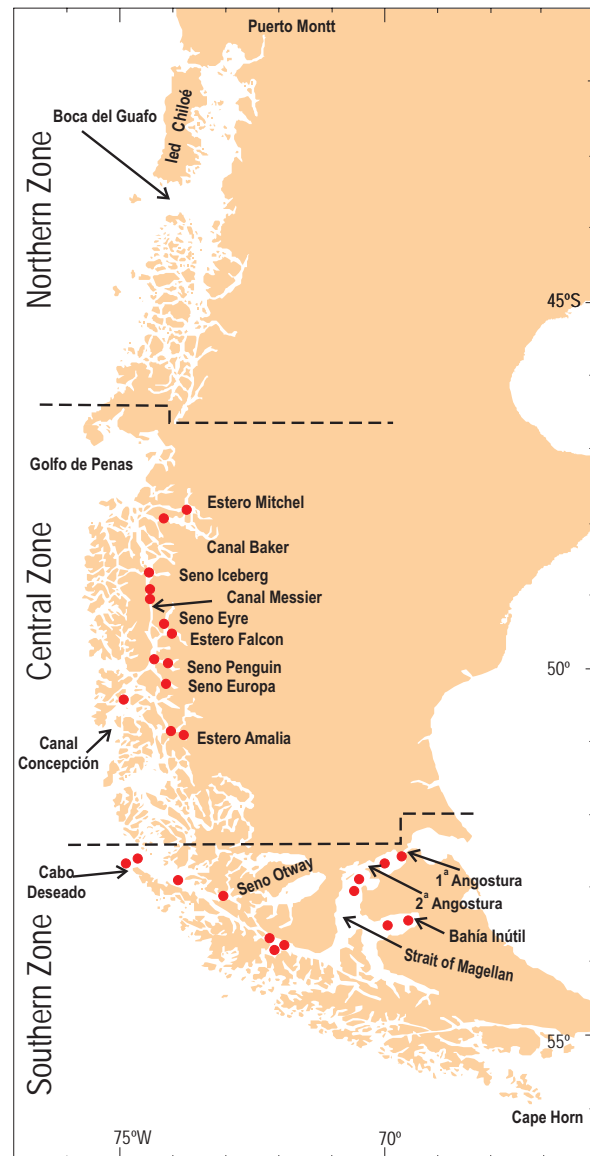 Puerto Montt
Boca del Guafo
Ied Chiloé
Northern Zone
45ºS
Golfo de Penas
Estero Mitchel
Canal Baker
Seno Iceberg
Canal Messier
Seno Eyre
Estero Falcon
Central Zone
50º
Seno Penguin
Seno Europa
Canal
Concepción
Estero Amalia
Cabo
Deseado
Seno Otway
1ª Angostura
2ª Angostura
Bahía Inútil
Strait of Magellan
Southern Zone
55º
Cape Horn
75ºW
70º